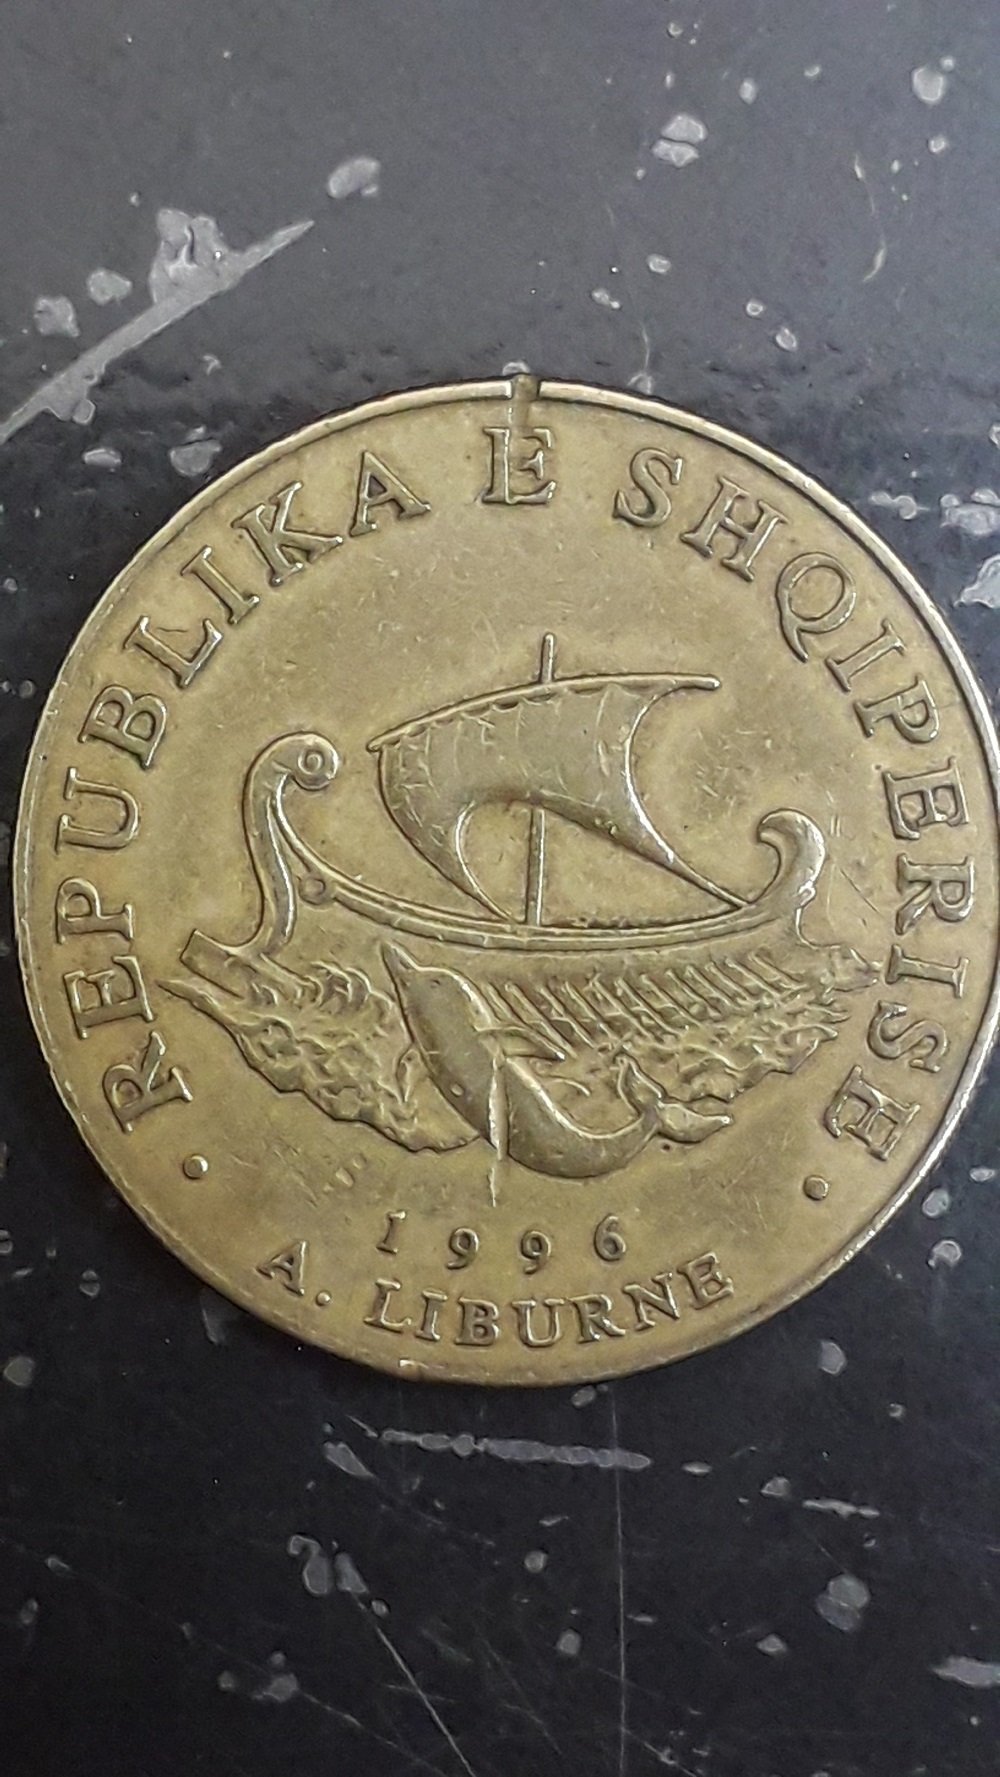 REPUBLIKA E SHQIPERISE
1996
A. LIBURNE